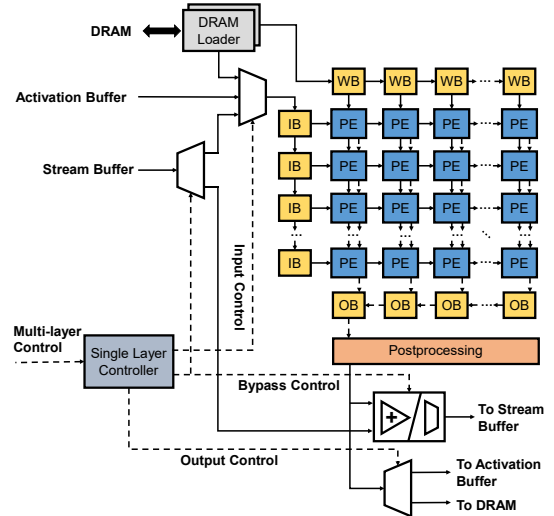 DRAM
DRAM
Loader
Activation Buffer
Stream Buffer
WB WB WB ... WB
IB PE PE PE ... PE
IB PE PE PE ... PE
IB PE PE PE ... PE
... ... ... ...
IB PE PE PE ... PE
OB OB OB ... OB
Input Control
Multi-layer
Control
Single Layer
Controller
Postprocessing
Bypass Control
+
To Stream
Buffer
Output Control
To Activation
Buffer
To DRAM